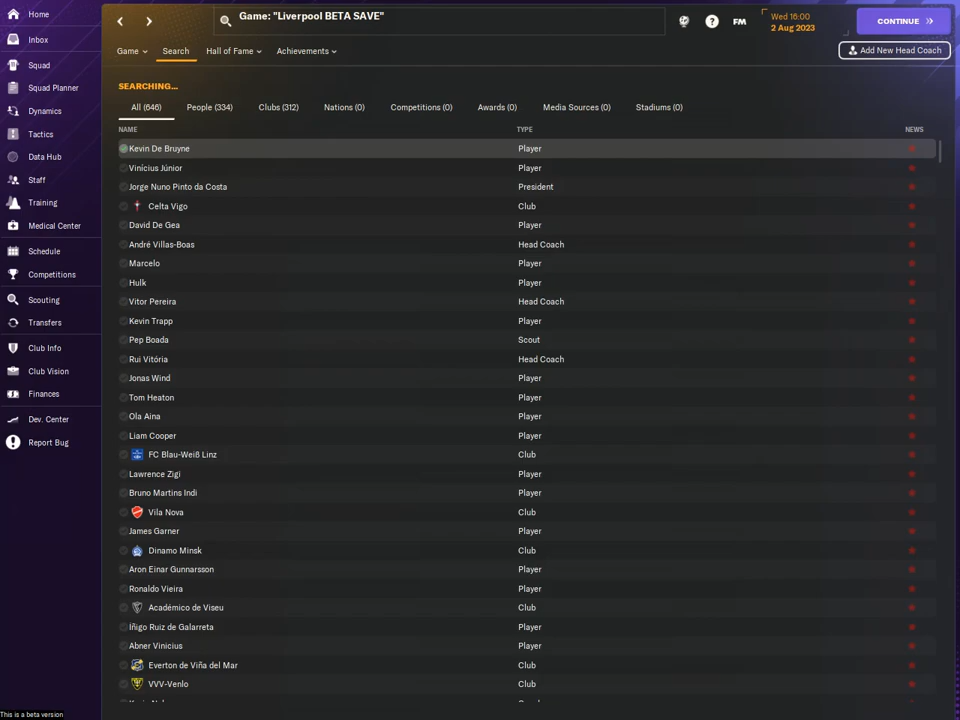 Home
Inbox
Squad
Squad Planner
Dynamics
Tactics
Data Hub
Staff
Training
Medical Center
Schedule
Competitions
Scouting
Transfers
Club Info
Club Vision
Finances
Dev. Center
Report Bug
This is a beta version
Game: "Liverpool BETA SAVE"
?
FM
Wed 16:00
2 Aug 2023
CONTINUE
Game
Search
Hall of Fame
Achievements
Add New Head Coach
SEARCHING...
All (646) People (334) Clubs (312) Nations (0) Competitions (0) Awards (0) Media Sources (0) Stadiums (0)
NAME TYPE NEWS
Kevin De Bruyne Player
Vinícius Júnior Player
Jorge Nuno Pinto da Costa President
Celta Vigo Club
David De Gea Player
André Villas-Boas Head Coach
Marcelo Player
Hulk Player
Vitor Pereira Head Coach
Kevin Trapp Player
Pep Boada Scout
Rui Vitória Head Coach
Jonas Wind Player
Tom Heaton Player
Ola Aina Player
Liam Cooper Player
FC Blau-Weiß Linz Club
Lawrence Zigi Player
Bruno Martins Indi Player
Vila Nova Club
James Garner Player
Dinamo Minsk Club
Aron Einar Gunnarsson Player
Ronaldo Vieira Player
Académico de Viseu Club
Íñigo Ruiz de Galarreta Player
Abner Vinicius Player
Everton de Viña del Mar Club
VVV-Venlo Club